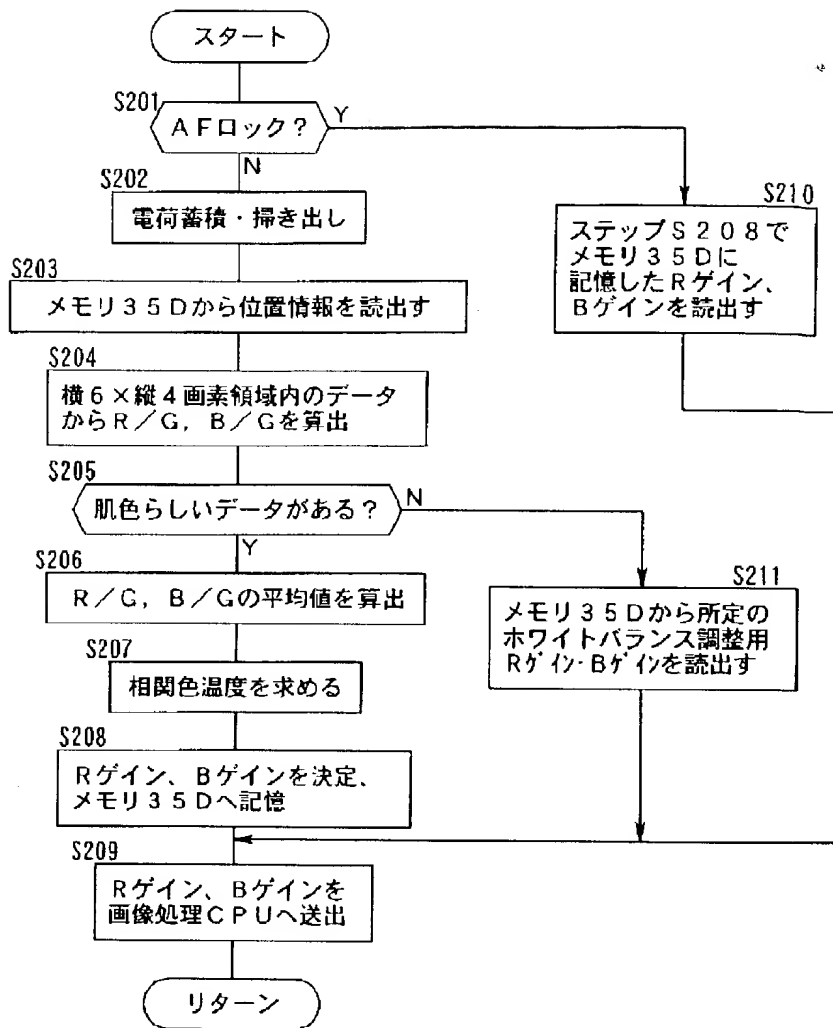 スタート
S201
AFロック?
Y
N
S202
電荷蓄積・掃き出し
S203
メモリ35Dから位置情報を読出す
S204
横6×縦4画素領域内のデータ
からR/G,B/Gを算出
S205
肌色らしいデータがある?
N
Y
S206
R/G,B/Gの平均値を算出
S207
相関色温度を求める
S208
Rゲイン、Bゲインを決定、
メモリ35Dへ記憶
S209
Rゲイン、Bゲインを
画像処理CPUへ送出
リターン
S210
ステップS208で
メモリ35Dに
記憶したRゲイン、
Bゲインを読出す
S211
メモリ35Dから所定の
ホワイトバランス調整用
Rゲイン・Bゲインを読出す